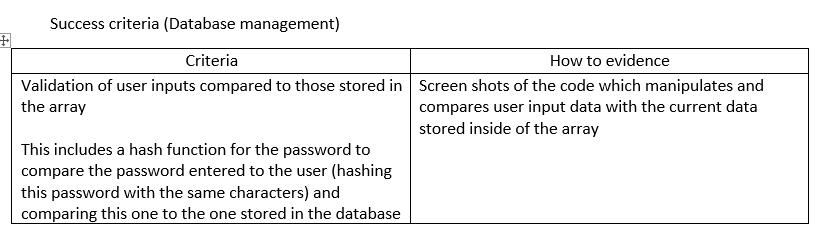 Success criteria (Database management)
Criteria
How to evidence
Validation of user inputs compared to those stored in
the array
This includes a hash function for the password to
compare the password entered to the user (hashing
this password with the same characters) and
comparing this one to the one stored in the database
Screen shots of the code which manipulates and
compares user input data with the current data
stored inside of the array